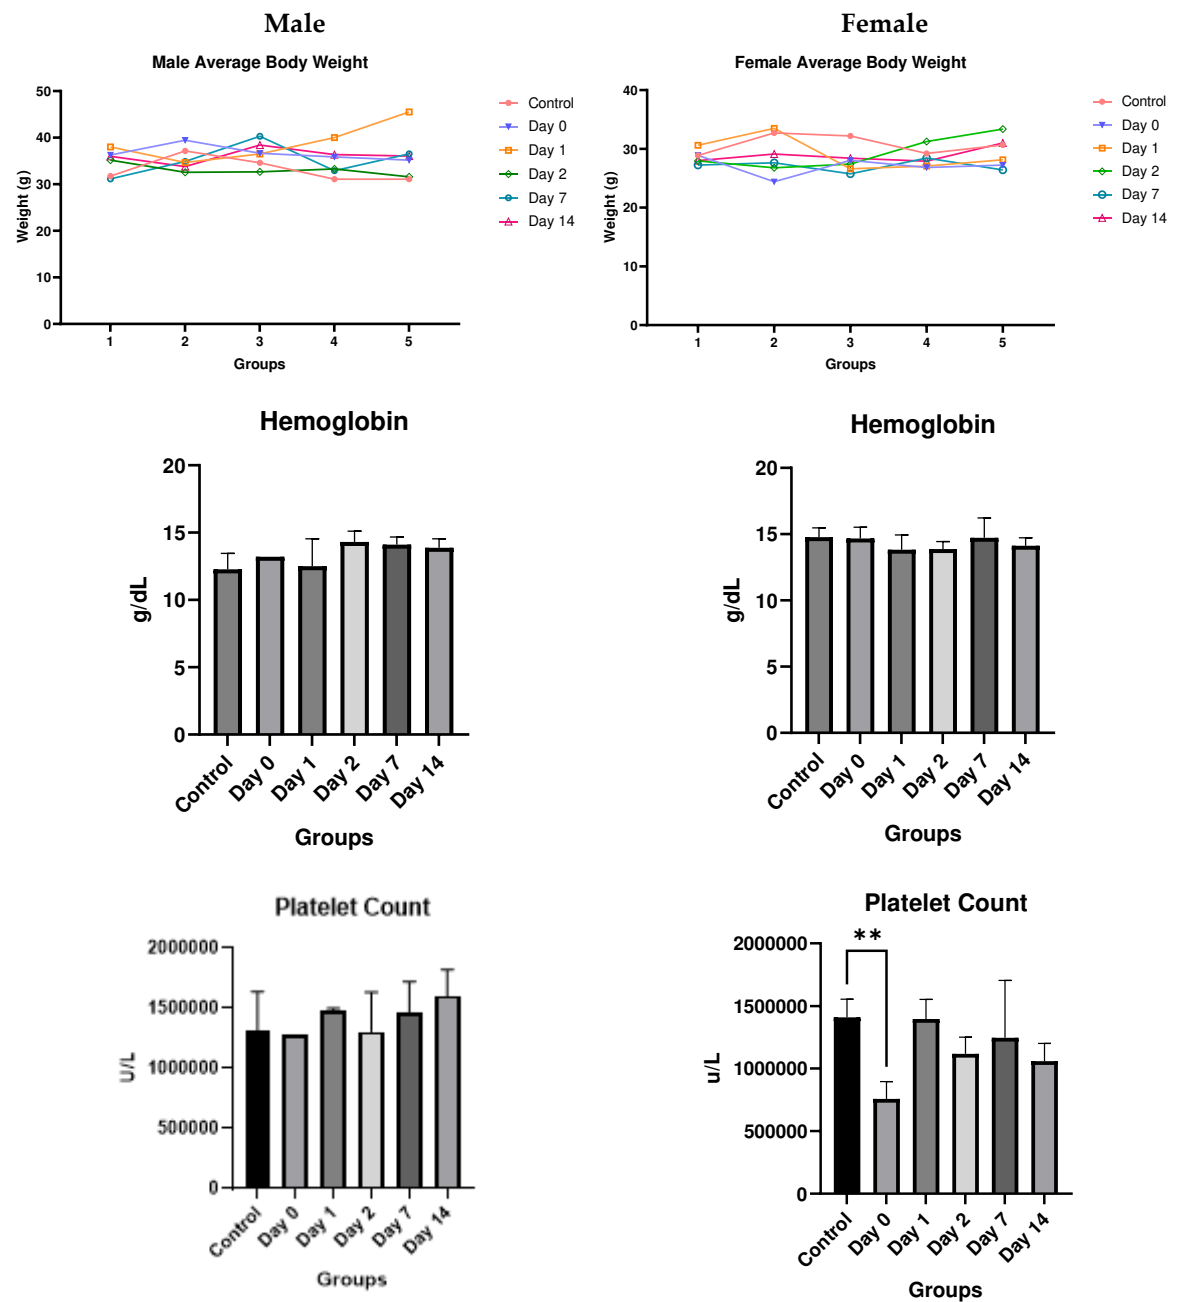 Male
Female
Male Average Body Weight
50
40
30
20
10
0
Weight (g)
1 2 3 4 5
Groups
Control
Day 0
Day 1
Day 2
Day 7
Day 14
Female Average Body Weight
40
30
20
10
0
Weight (g)
1 2 3 4 5
Groups
Control
Day 0
Day 1
Day 2
Day 7
Day 14
Hemoglobin
20
15
10
5
0
g/dL
Control Day 0 Day 1 Day 2 Day 7 Day 14
Groups
Hemoglobin
20
15
10
5
0
g/dL
Control Day 0 Day 1 Day 2 Day 7 Day 14
Groups
Platelet Count
2000000
1500000
1000000
500000
0
U/L
Control Day 0 Day 1 Day 2 Day 7 Day 14
Groups
Platelet Count
**
2000000
1500000
1000000
500000
0
u/L
Control Day 0 Day 1 Day 2 Day 7 Day 14
Groups